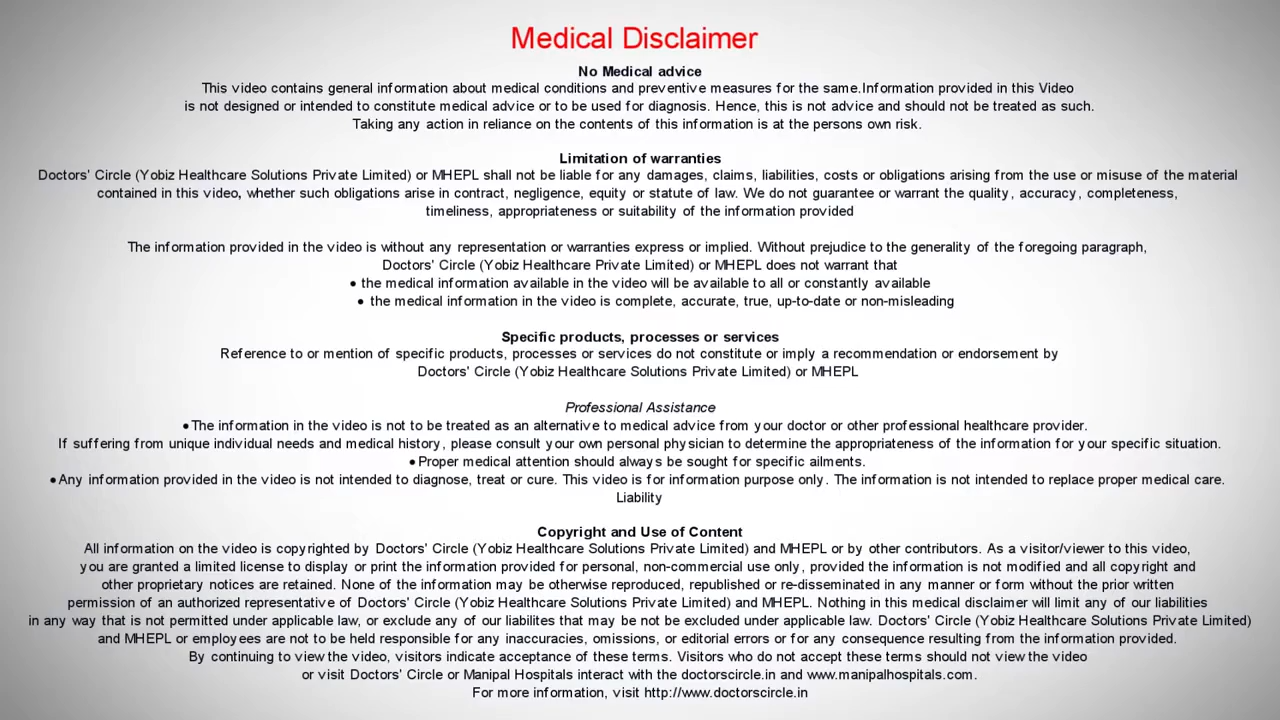 Medical Disclaimer
No Medical advice
This video contains general information about medical conditions and preventive measures for the same.Information provided in this Video
is not designed or intended to constitute medical advice or to be used for diagnosis. Hence, this is not advice and should not be treated as such.
Taking any action in reliance on the contents of this information is at the persons own risk.
Limitation of warranties
Doctors' Circle (Yobiz Healthcare Solutions Private Limited) or MHEPL shall not be liable for any damages, claims, liabilities, costs or obligations arising from the use or misuse of the material
contained in this video, whether such obligations arise in contract, negligence, equity or statute of law. We do not guarantee or warrant the quality, accuracy, completeness,
timeliness, appropriateness or suitability of the information provided
The information provided in the video is without any representation or warranties express or implied. Without prejudice to the generality of the foregoing paragraph,
Doctors' Circle (Yobiz Healthcare Private Limited) or MHEPL does not warrant that
• the medical information available in the video will be available to all or constantly available
• the medical information in the video is complete, accurate, true, up-to-date or non-misleading
Specific products, processes or services
Reference to or mention of specific products, processes or services do not constitute or imply a recommendation or endorsement by
Doctors' Circle (Yobiz Healthcare Solutions Private Limited) or MHEPL
Professional Assistance
•The information in the video is not to be treated as an alternative to medical advice from your doctor or other professional healthcare provider.
If suffering from unique individual needs and medical history, please consult your own personal physician to determine the appropriateness of the information for your specific situation.
•Proper medical attention should always be sought for specific ailments.
•Any information provided in the video is not intended to diagnose, treat or cure. This video is for information purpose only. The information is not intended to replace proper medical care.
Liability
Copyright and Use of Content
All information on the video is copyrighted by Doctors' Circle (Yobiz Healthcare Solutions Private Limited) and MHEPL or by other contributors. As a visitor/viewer to this video,
you are granted a limited license to display or print the information provided for personal, non-commercial use only, provided the information is not modified and all copyright and
other proprietary notices are retained. None of the information may be otherwise reproduced, republished or re-disseminated in any manner or form without the prior written
permission of an authorized representative of Doctors' Circle (Yobiz Healthcare Solutions Private Limited) and MHEPL. Nothing in this medical disclaimer will limit any of our liabilities
in any way that is not permitted under applicable law, or exclude any of our liabilites that may be not be excluded under applicable law. Doctors' Circle (Yobiz Healthcare Solutions Private Limited)
and MHEPL or employees are not to be held responsible for any inaccuracies, omissions, or editorial errors or for any consequence resulting from the information provided.
By continuing to view the video, visitors indicate acceptance of these terms. Visitors who do not accept these terms should not view the video
or visit Doctors' Circle or Manipal Hospitals interact with the doctorscircle.in and www.manipalhospitals.com.
For more information, visit http://www.doctorscircle.in